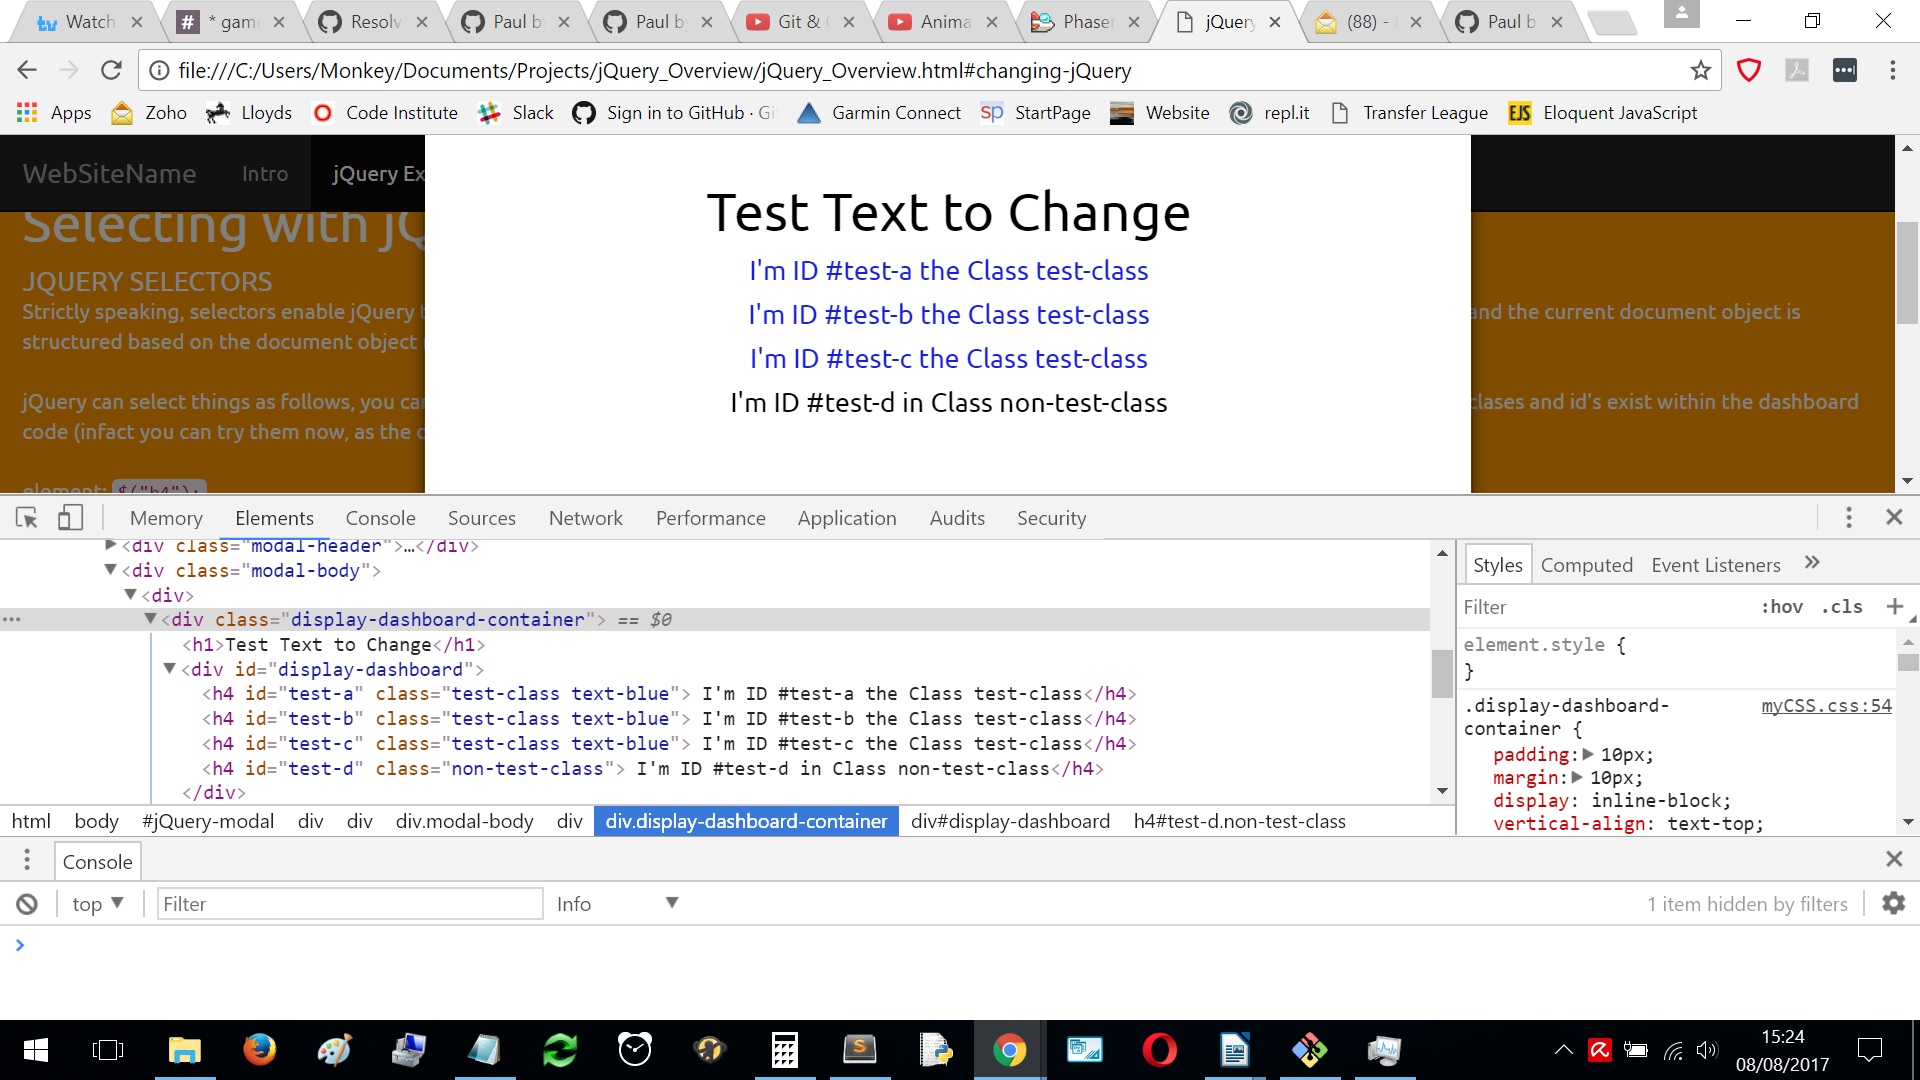 Watch
* gam
Resolv
Paul b
Paul b
Git &
Anima
Phaser
jQuery
(88) -
Paul b
file:///C:/Users/Monkey/Documents/Projects/jQuery_Overview/jQuery_Overview.html#changing-jQuery
Apps Zoho Lloyds Code Institute Slack Sign in to GitHub · Gi Garmin Connect sp StartPage Website repl.it Transfer League EJS Eloquent JavaScript
WebSiteName Intro jQuery Ex
Selecting with jQ
JQUERY SELECTORS
Strictly speaking, selectors enable jQuery and the current document object is
structured based on the document object
jQuery can select things as follows, you can clases and id's exist within the dashboard
code (infact you can try them now, as the
element: $("h4");
Test Text to Change
I'm ID #test-a the Class test-class
I'm ID #test-b the Class test-class
I'm ID #test-c the Class test-class
I'm ID #test-d in Class non-test-class
Memory Elements Console Sources Network Performance Application Audits Security
<div class="modal-header">…</div>
<div class="modal-body">
<div>
<div class="display-dashboard-container"> == $0
<h1>Test Text to Change</h1>
<div id="display-dashboard">
<h4 id="test-a" class="test-class text-blue"> I'm ID #test-a the Class test-class</h4>
<h4 id="test-b" class="test-class text-blue"> I'm ID #test-b the Class test-class</h4>
<h4 id="test-c" class="test-class text-blue"> I'm ID #test-c the Class test-class</h4>
<h4 id="test-d" class="non-test-class"> I'm ID #test-d in Class non-test-class</h4>
</div>
html body #jQuery-modal div div div.modal-body div div.display-dashboard-container div#display-dashboard h4#test-d.non-test-class
Styles Computed Event Listeners »
Filter :hov .cls +
element.style {
}
.display-dashboard- myCSS.css:54
container {
padding: 10px;
margin: 10px;
display: inline-block;
vertical-align: text-top;
Console
top Filter Info 1 item hidden by filters
15:24
08/08/2017